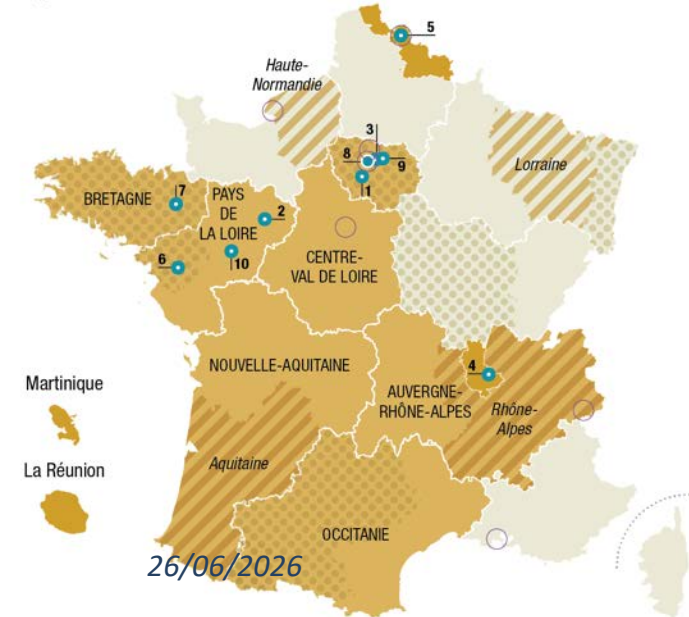 5
Haute-
Normandie
3
8
9
Lorraine
1
7
BRETAGNE
PAYS
DE
LA LOIRE
2
6
10
CENTRE-
VAL DE LOIRE
NOUVELLE-AQUITAINE
4
AUVERGNE-
RHÔNE-ALPES
Rhône-
Alpes
Martinique
La Réunion
Aquitaine
OCCITANIE
26/06/2026